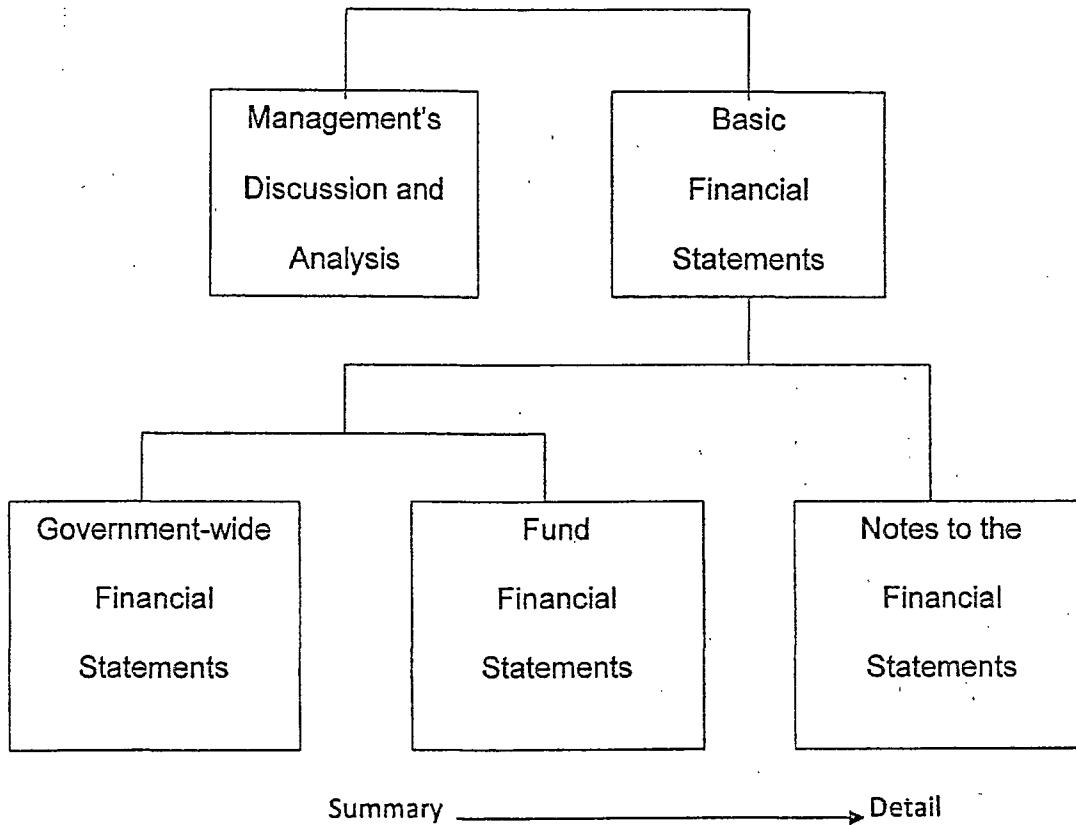 Management's
Discussion and
Analysis
Basic
Financial
Statements
Government-wide
Financial
Statements
Fund
Financial
Statements
Notes to the
Financial
Statements
Summary
Detail